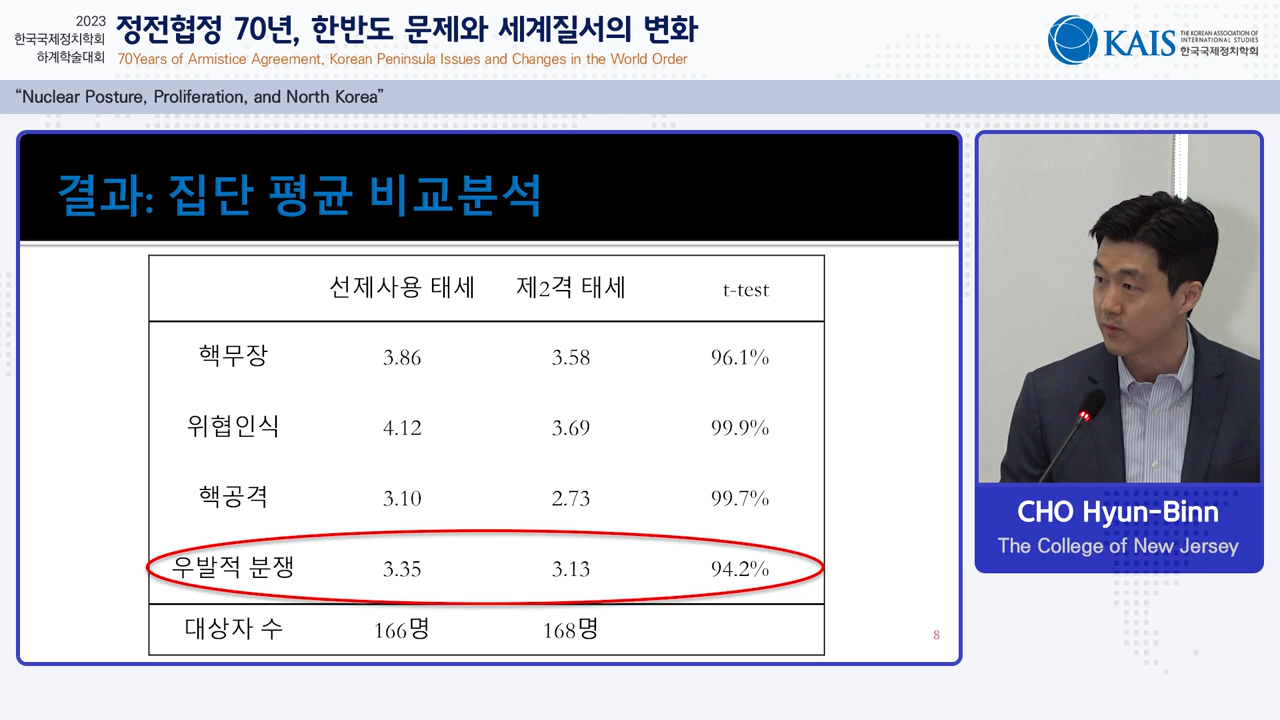 2023
한국국제정치학회
하계학술대회
정전협정 70년, 한반도 문제와 세계질서의 변화
70Years of Armistice Agreement, Korean Peninsula Issues and Changes in the World Order
KAIS
THE KOREAN ASSOCIATION OF
INTERNATIONAL STUDIES
한국국제정치학회
“Nuclear Posture, Proliferation, and North Korea”
결과: 집단 평균 비교분석
선제사용 태세 제2격 태세 t-test
핵무장 3.86 3.58 96.1%
위협인식 4.12 3.69 99.9%
핵공격 3.10 2.73 99.7%
우발적 분쟁 3.35 3.13 94.2%
대상자 수 166명 168명
8
CHO Hyun-Binn
The College of New Jersey